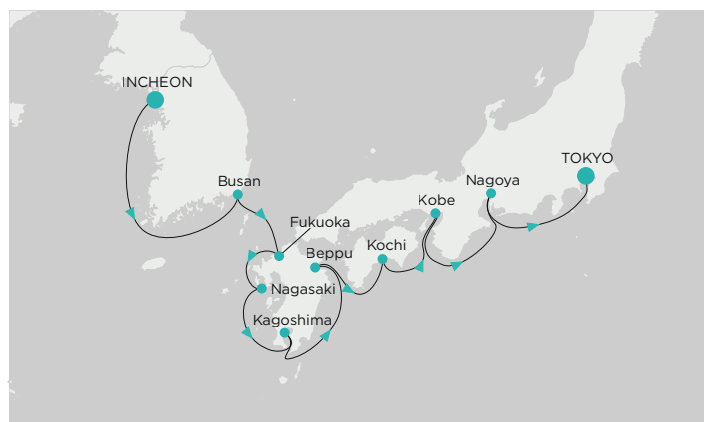 INCHEON
TOKYO
Busan
Nagoya
Kobe
Fukuoka
Kochi
Beppu
Nagasaki
Kagoshima